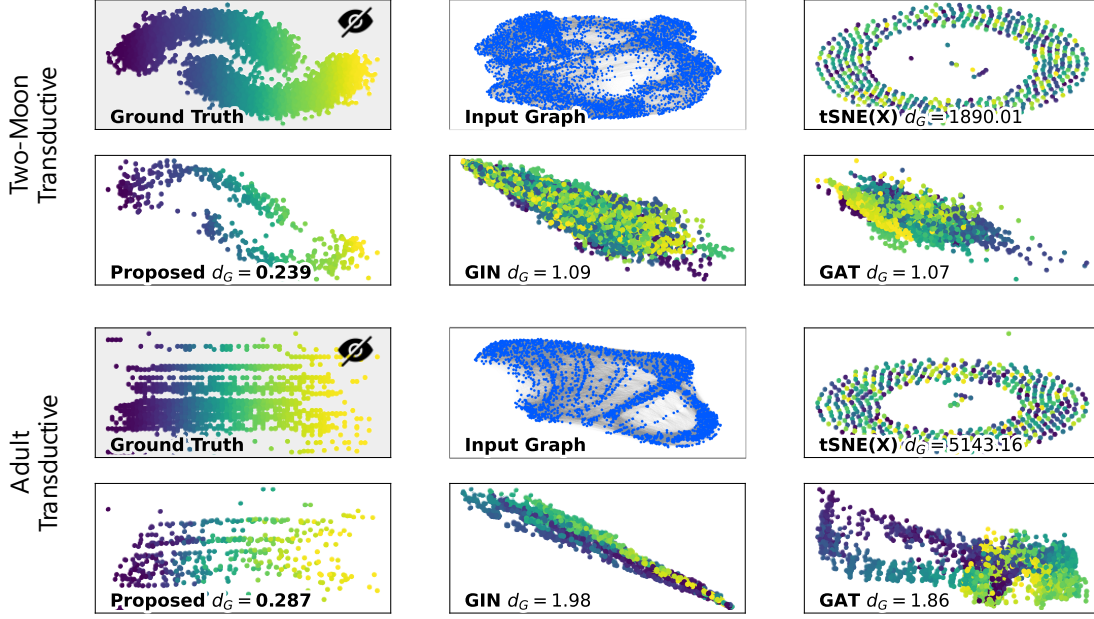 Two-Moon
Transductive
Ground Truth
Input Graph
tSNE(X) d_G = 1890.01
Proposed d_G = 0.239
GIN d_G = 1.09
GAT d_G = 1.07
Adult
Transductive
Ground Truth
Input Graph
tSNE(X) d_G = 5143.16
Proposed d_G = 0.287
GIN d_G = 1.98
GAT d_G = 1.86